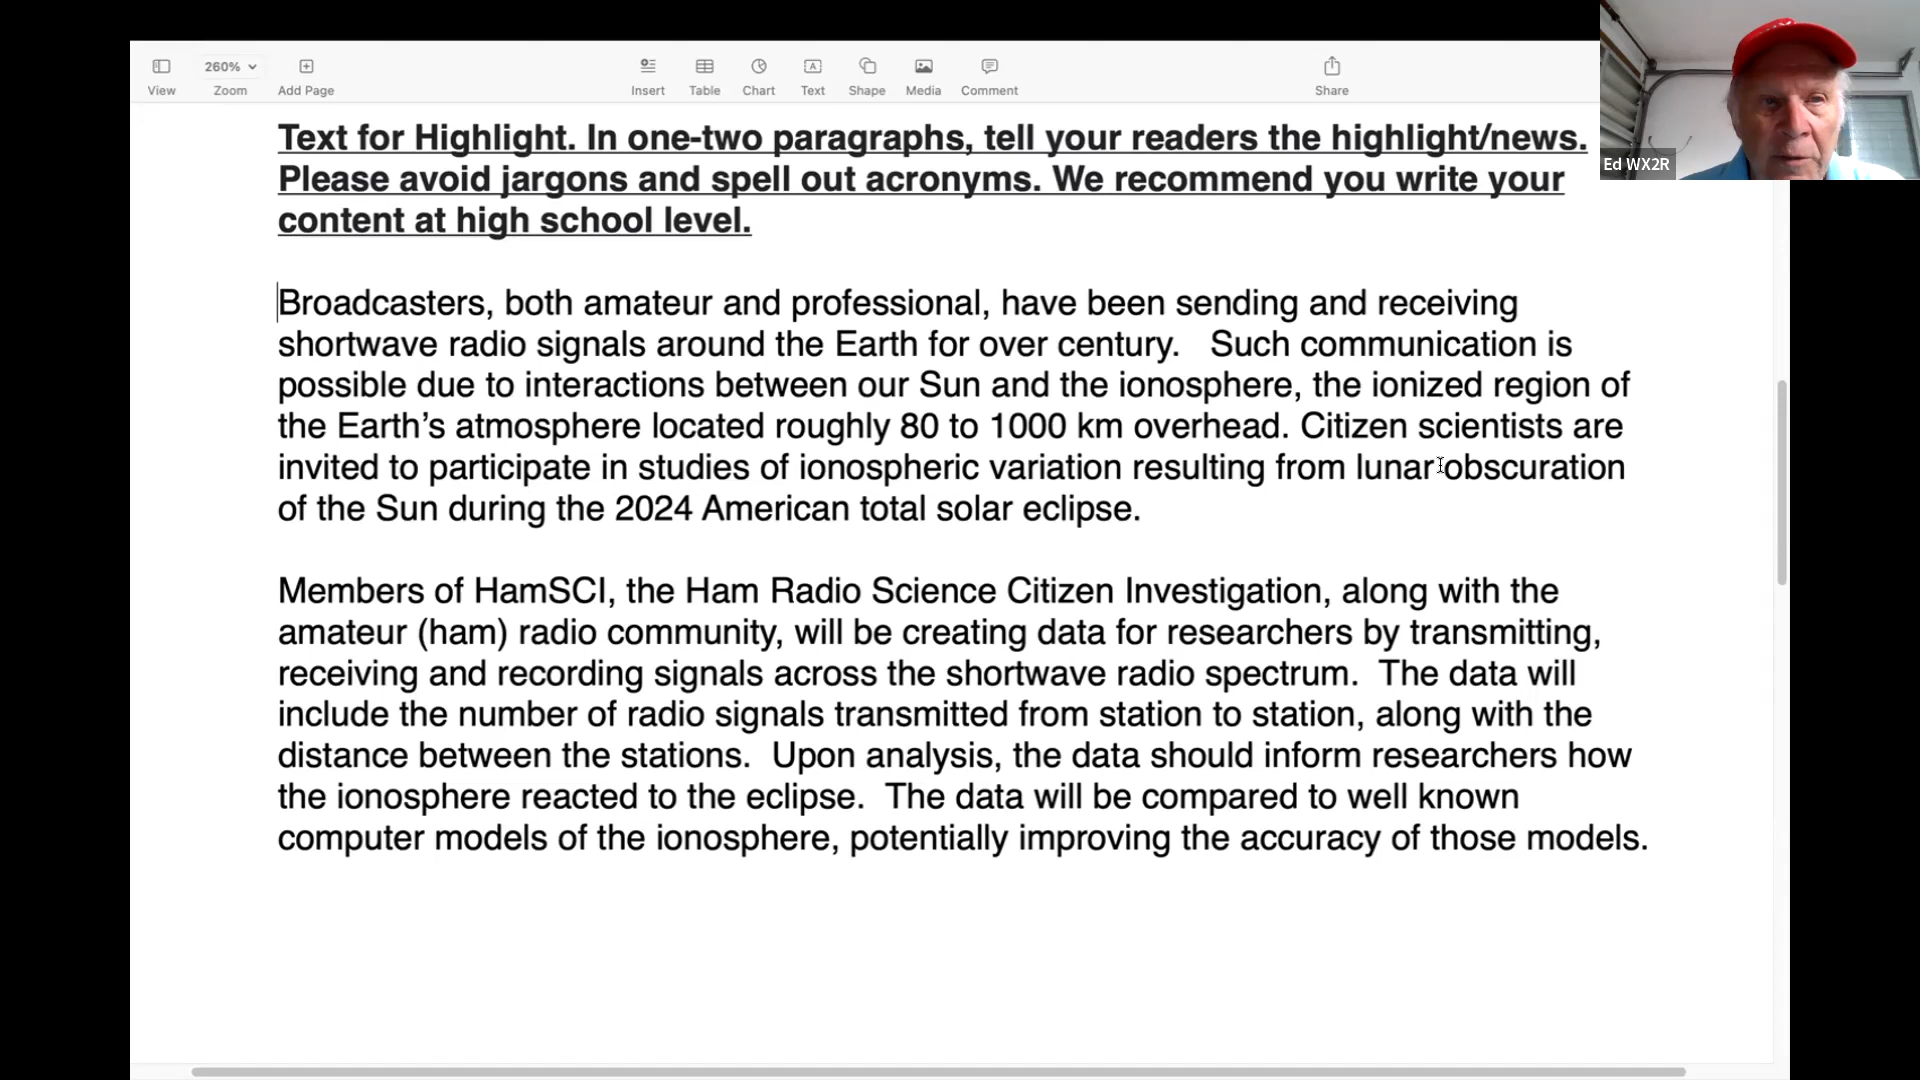 260%
View
Zoom
Add Page
Insert
Table
Chart
Text
Shape
Media
Comment
Share
Ed WX2R
Text for Highlight. In one-two paragraphs, tell your readers the highlight/news.
Please avoid jargons and spell out acronyms. We recommend you write your
content at high school level.
Broadcasters, both amateur and professional, have been sending and receiving
shortwave radio signals around the Earth for over century.   Such communication is
possible due to interactions between our Sun and the ionosphere, the ionized region of
the Earth’s atmosphere located roughly 80 to 1000 km overhead. Citizen scientists are
invited to participate in studies of ionospheric variation resulting from lunar obscuration
of the Sun during the 2024 American total solar eclipse.
Members of HamSCI, the Ham Radio Science Citizen Investigation, along with the
amateur (ham) radio community, will be creating data for researchers by transmitting,
receiving and recording signals across the shortwave radio spectrum.  The data will
include the number of radio signals transmitted from station to station, along with the
distance between the stations.  Upon analysis, the data should inform researchers how
the ionosphere reacted to the eclipse.  The data will be compared to well known
computer models of the ionosphere, potentially improving the accuracy of those models.